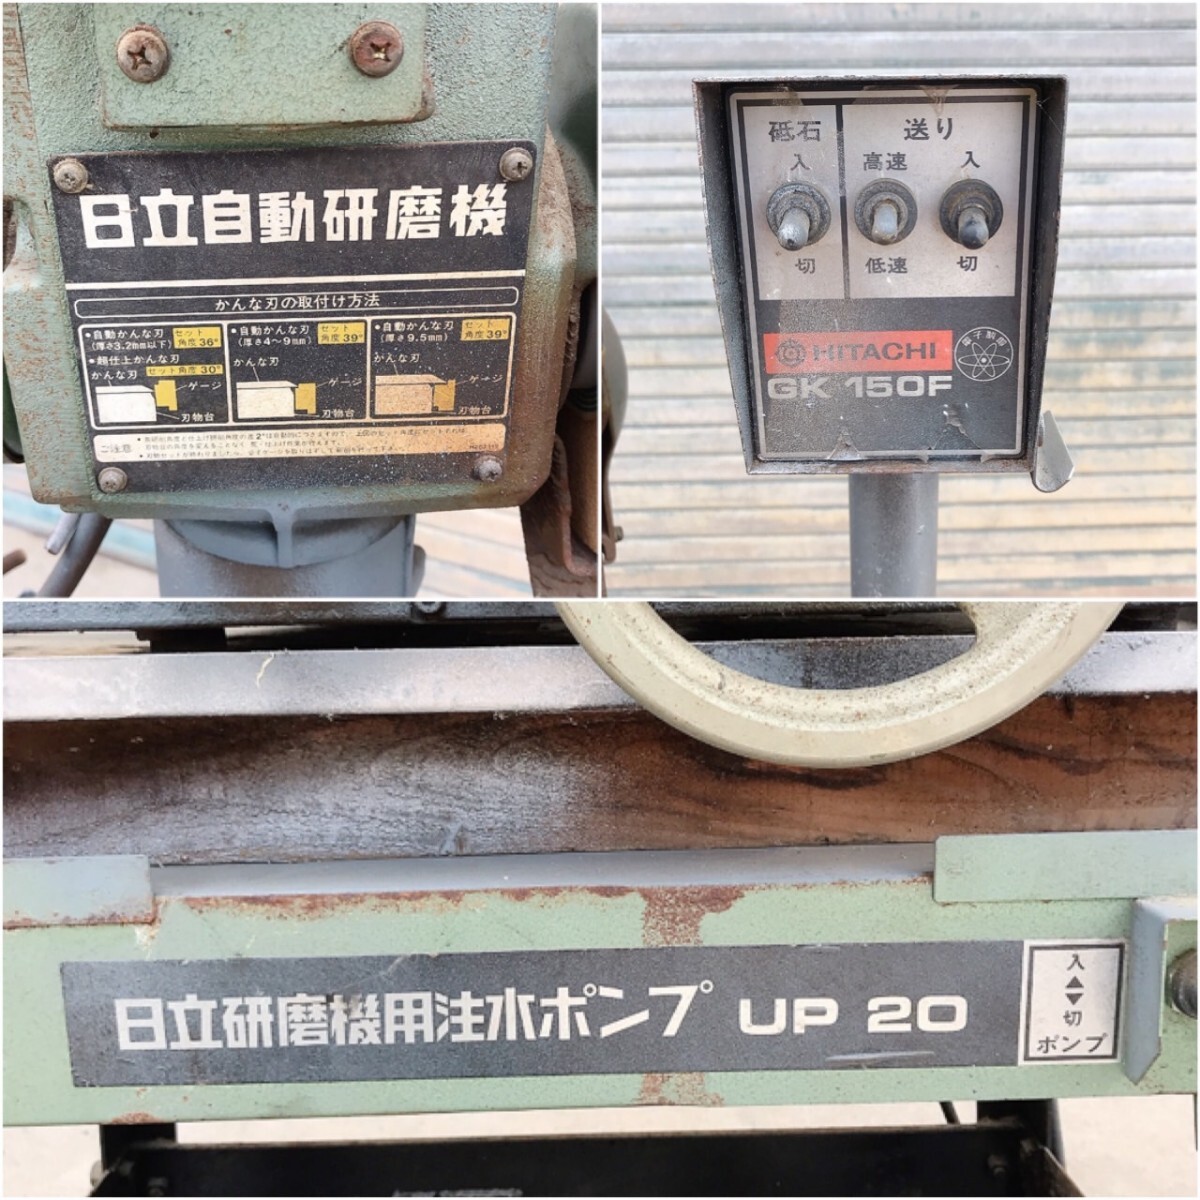 日立自動研磨機
かんな刃の取付け方法
•自動かんな刃
(厚さ3.2mm以下)
セット
角度36°
•超仕上かんな刃
かんな刃
セット角度30°
ゲージ
刃物台
•自動かんな刃
(厚さ4~9mm)
セット
角度39°
かんな刃
ゲージ
刃物台
•自動かんな刃
(厚さ9.5mm)
セット
角度39°
かんな刃
ゲージ
刃物台
ご注意
砥石
送り
入
高速
入
切
低速
切
HITACHI
電子制御
GK 150F
日立研磨機用注水ポンプ UP 20
入
▲
▼
切
ポンプ